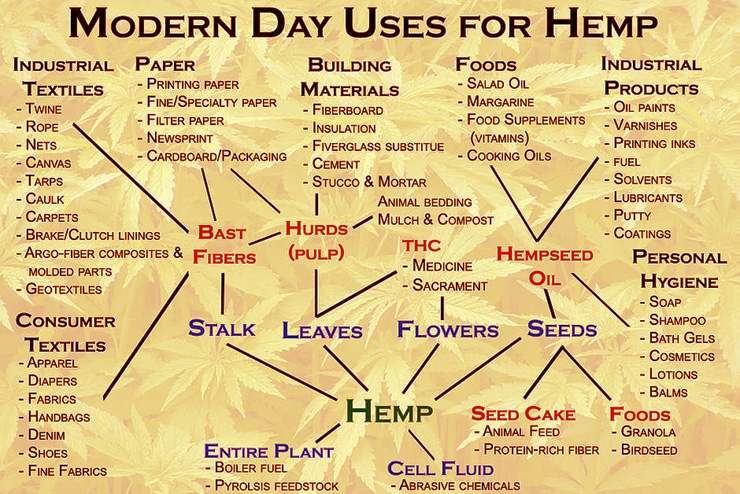 MODERN DAY USES FOR HEMP
INDUSTRIAL
TEXTILES
- TWINE
- ROPE
- NETS
- CANVAS
- TARPS
- CAULK
- CARPETS
- BRAKE/CLUTCH LININGS
- ARGO-FIBER COMPOSITES &
MOLDED PARTS
- GEOTEXTILES
PAPER
- PRINTING PAPER
- FINE/SPECIALTY PAPER
- FILTER PAPER
- NEWSPRINT
- CARDBOARD/PACKAGING
BUILDING
MATERIALS
- FIBERBOARD
- INSULATION
- FIVERGLASS SUBSTITUE
- CEMENT
- STUCCO & MORTAR
ANIMAL BEDDING
MULCH & COMPOST
FOODS
- SALAD OIL
- MARGARINE
- FOOD SUPPLEMENTS
(VITAMINS)
- COOKING OILS
INDUSTRIAL
PRODUCTS
- OIL PAINTS
- VARNISHES
- PRINTING INKS
- FUEL
- SOLVENTS
- LUBRICANTS
- PUTTY
- COATINGS
BAST
FIBERS
HURDS
(PULP)
THC
- MEDICINE
- SACRAMENT
HEMPSEED
OIL
PERSONAL
HYGIENE
- SOAP
- SHAMPOO
- BATH GELS
- COSMETICS
- LOTIONS
- BALMS
CONSUMER
TEXTILES
- APPAREL
- DIAPERS
- FABRICS
- HANDBAGS
- DENIM
- SHOES
- FINE FABRICS
STALK
LEAVES
FLOWERS
SEEDS
HEMP
SEED CAKE
- ANIMAL FEED
- PROTEIN-RICH FIBER
FOODS
- GRANOLA
- BIRDSEED
ENTIRE PLANT
- BOILER FUEL
- PYROLSIS FEEDSTOCK
CELL FLUID
- ABRASIVE CHEMICALS